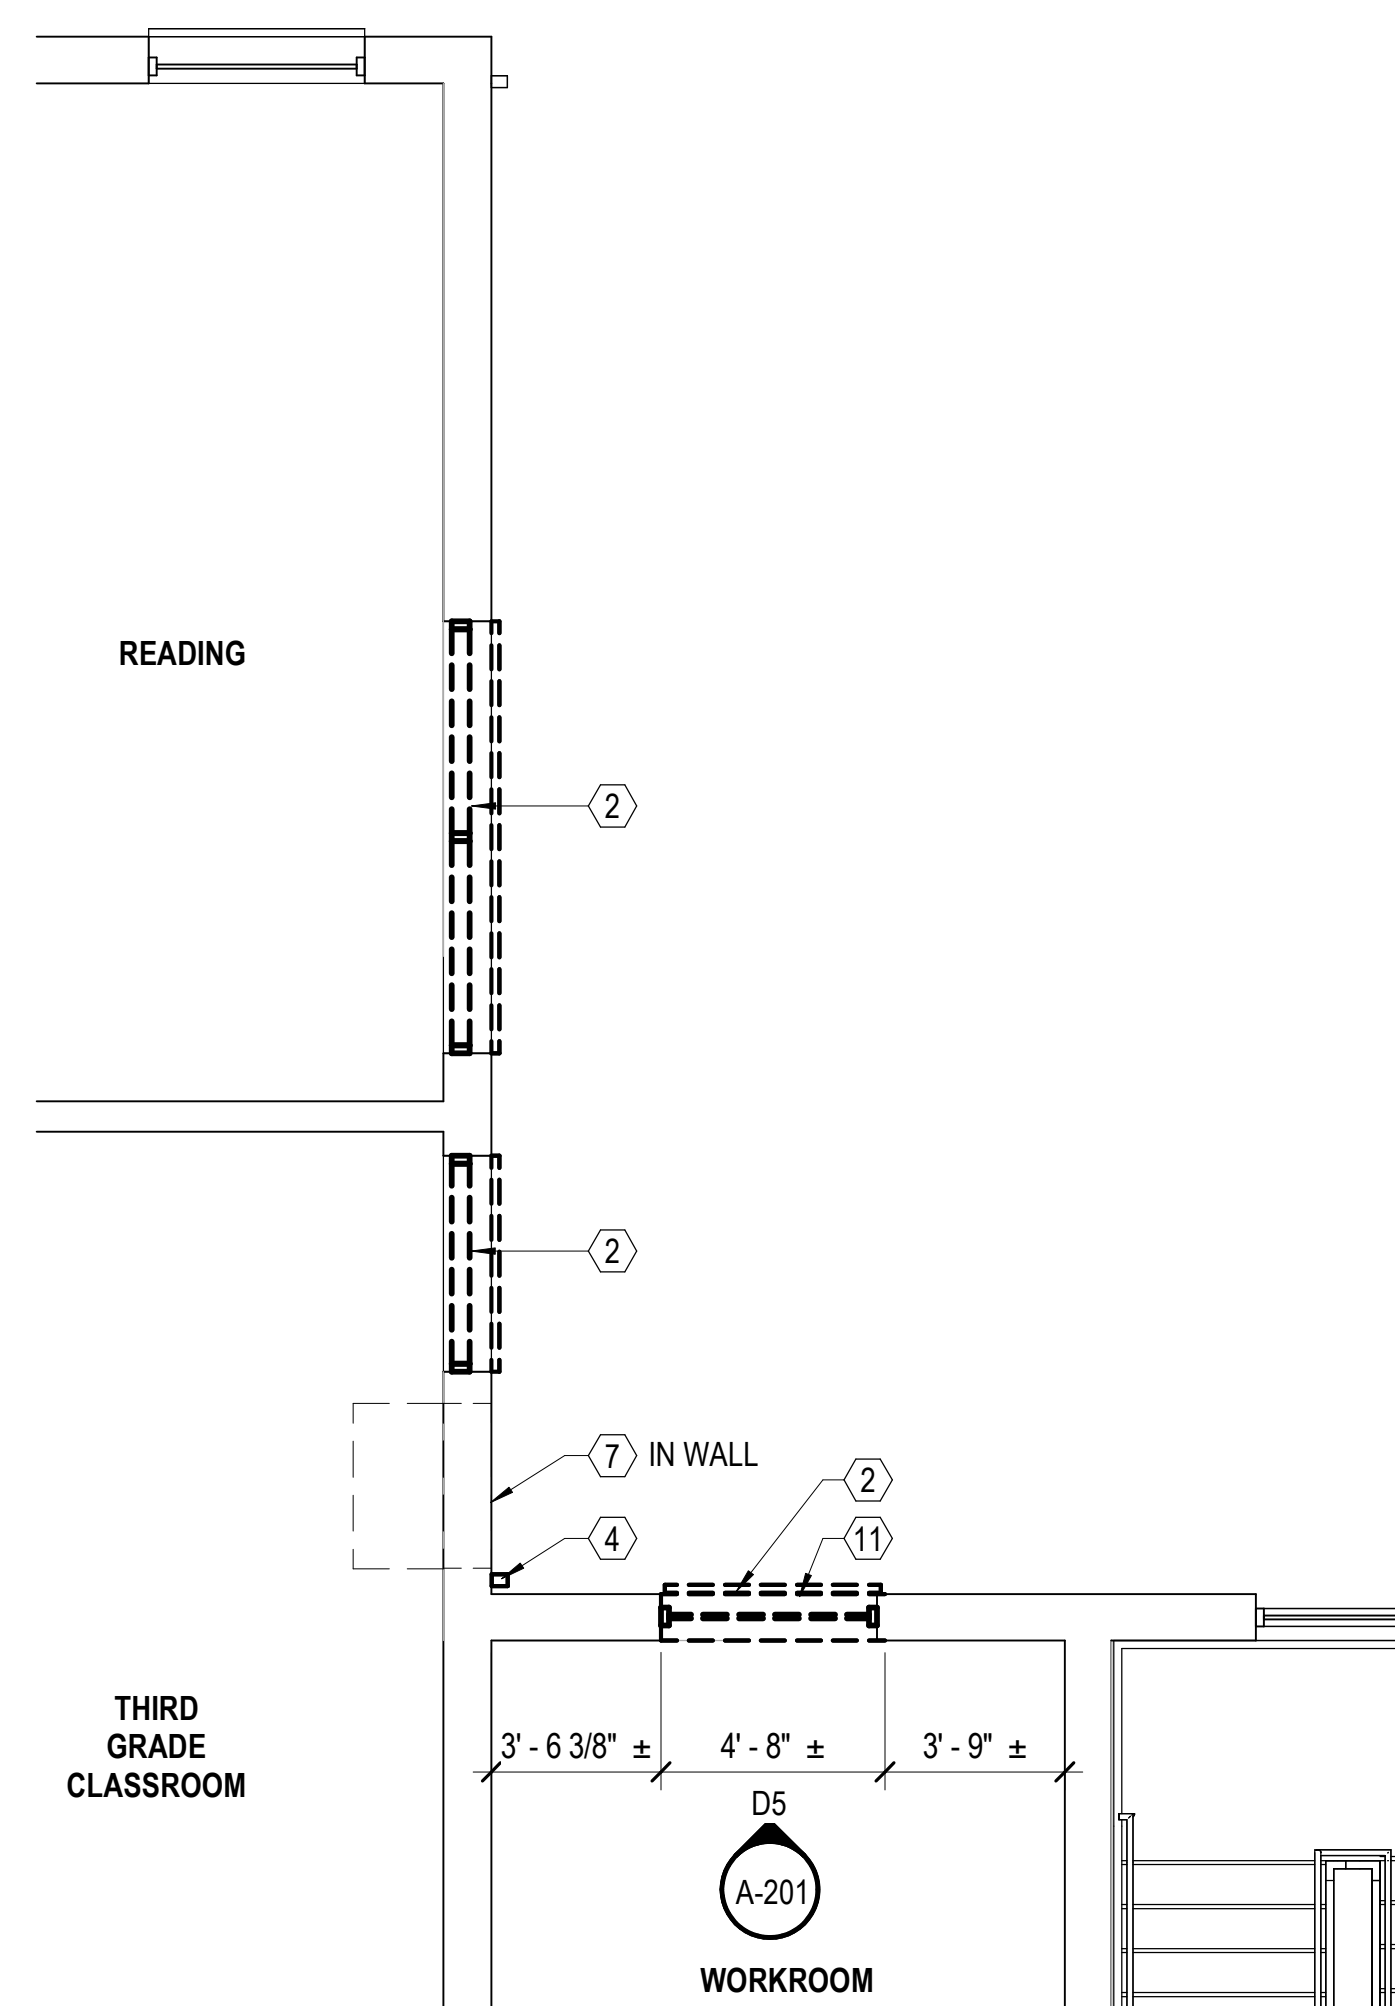 READING
2
2
7 IN WALL
2
4
11
THIRD
GRADE
CLASSROOM
3' - 6 3/8" ±
4' - 8" ±
3' - 9" ±
D5
A-201
WORKROOM